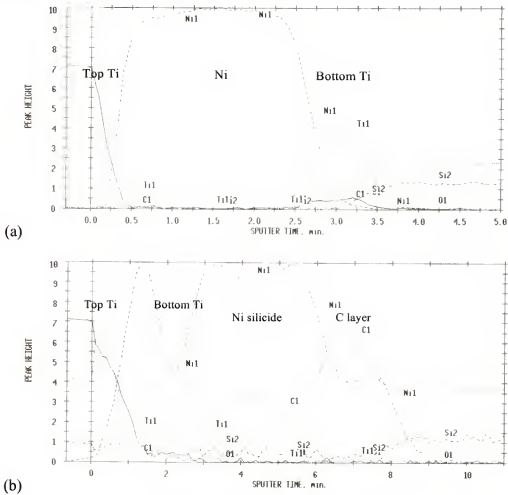 10 Ni1 Ni1
9
8
7 Top Ti Ni Bottom Ti
6
5 Ni1
4 Ti1
3
2 Si2
1 Ti1 C1 Ti1 Ti1 C1 Si2 Ni1 O1
0
PEAK HEIGHT
0.0 0.5 1.0 1.5 2.0 2.5 3.0 3.5 4.0 4.5 5.0
SPUTTER TIME, min.
(a)
10 Ni1
9
8 Top Ti Bottom Ti Ni silicide C layer Ni1
7 C1
6
5 Ni1
4
3 C1 Ni1
2 Ti1 Ti1
1 C1 Si2 O1 Si2 Ti1 Ti1 Si2 Si2 O1
0
PEAK HEIGHT
0 2 4 6 8 10
SPUTTER TIME, min.
(b)